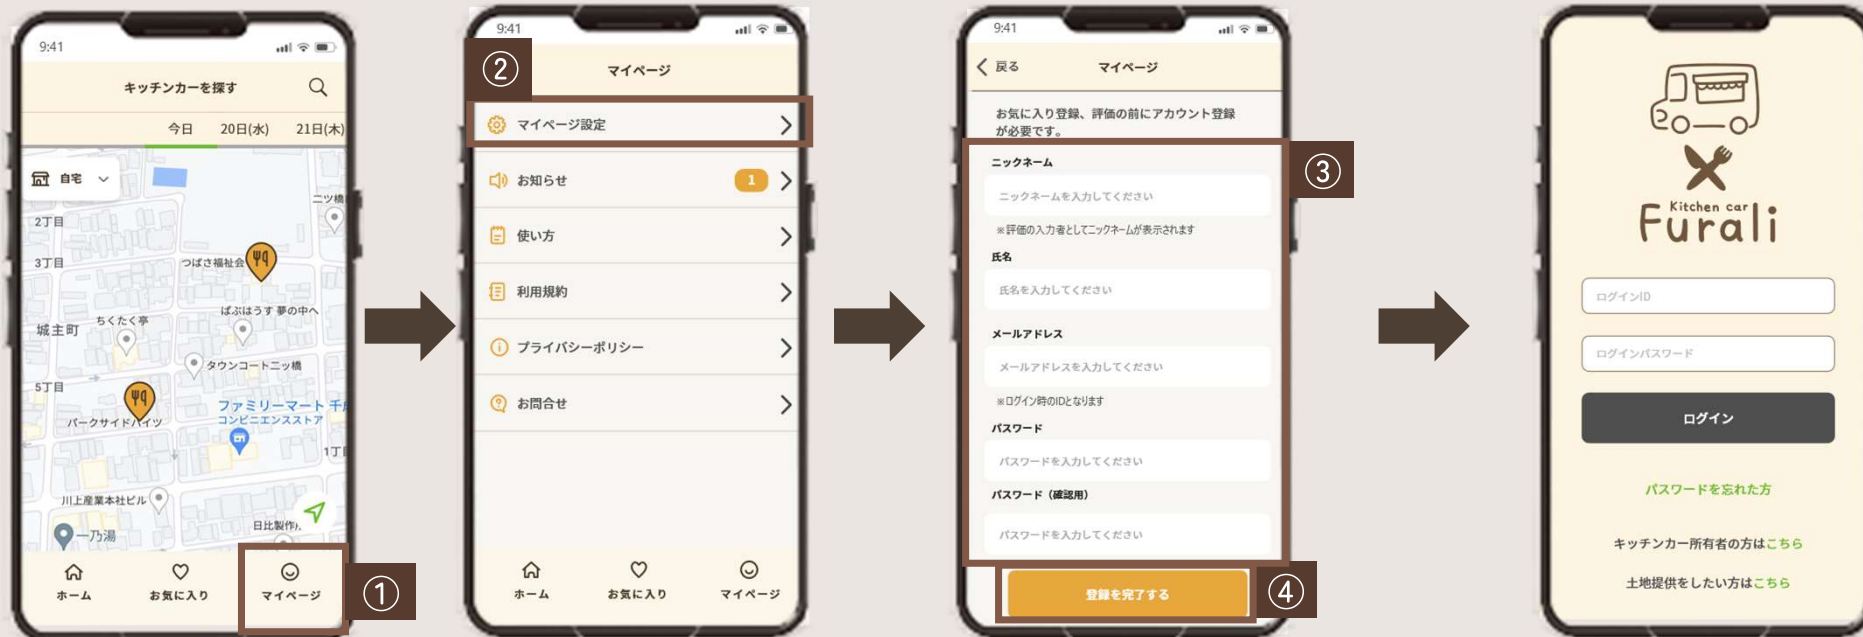 9:41
キッチンカーを探す
今日 20日(水) 21日(木)
自宅
二ツ橋
2丁目
3丁目
つばさ福祉会
ぱぶはうす 夢の中へ
ちくたく亭
城主町
タウンコート二ッ橋
5丁目
ファミリーマート 千成
コンビニエンスストア
パークサイドハイツ
川上産業本社ビル
一乃湯
日比製作
ホーム お気に入り マイページ
①
9:41
②
マイページ
マイページ設定
お知らせ 1
使い方
利用規約
プライバシーポリシー
お問合せ
ホーム お気に入り マイページ
9:41
戻る マイページ
お気に入り登録、評価の前にアカウント登録
が必要です。
③
ニックネーム
ニックネームを入力してください
※評価の入力者としてニックネームが表示されます
氏名
氏名を入力してください
メールアドレス
メールアドレスを入力してください
※ログイン時のIDとなります
パスワード
パスワードを入力してください
パスワード（確認用）
パスワードを入力してください
登録を完了する
④
Kitchen car
Furali
ログインID
ログインパスワード
ログイン
パスワードを忘れた方
キッチンカー所有者の方はこちら
土地提供をしたい方はこちら